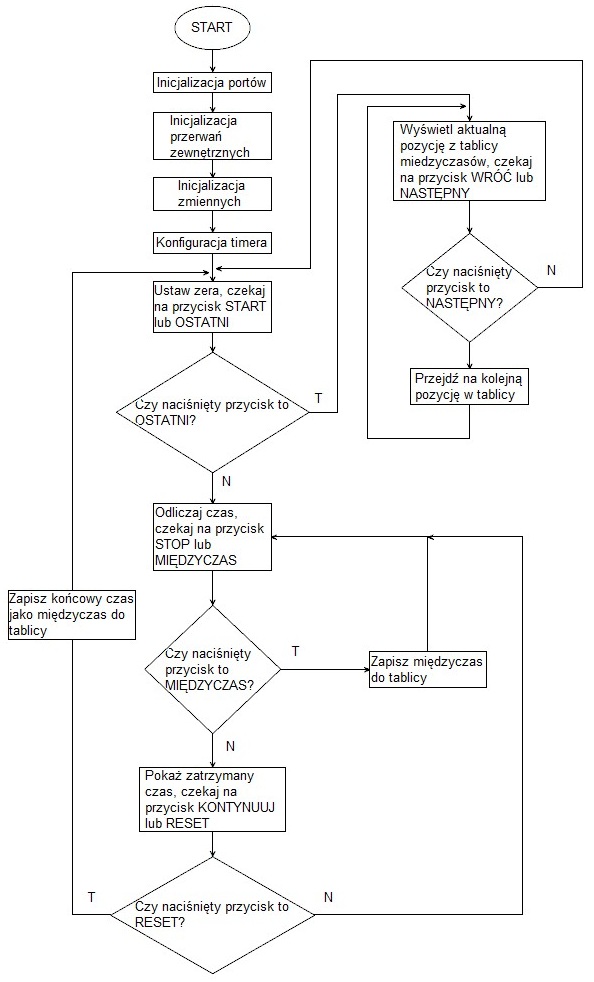 START
Inicjalizacja portów
Inicjalizacja
przerwań
zewnętrznych
Inicjalizacja
zmiennych
Konfiguracja timera
Ustaw zera, czekaj
na przycisk START
lub OSTATNI
Czy naciśnięty przycisk to
OSTATNI?
T
N
Wyświetl aktualną
pozycję z tablicy
miedzyczasów, czekaj
na przycisk WRÓĆ lub
NASTĘPNY
Czy naciśnięty
przycisk to
NASTĘPNY?
N
Przejdź na kolejną
pozycję w tablicy
Odliczaj czas,
czekaj na przycisk
STOP lub
MIĘDZYCZAS
Zapisz końcowy czas
jako międzyczas do
tablicy
Czy naciśnięty
przycisk to
MIĘDZYCZAS?
T
Zapisz międzyczas
do tablicy
N
Pokaż zatrzymany
czas, czekaj na
przycisk KONTYNUUJ
lub RESET
Czy naciśnięty przycisk to
RESET?
T
N